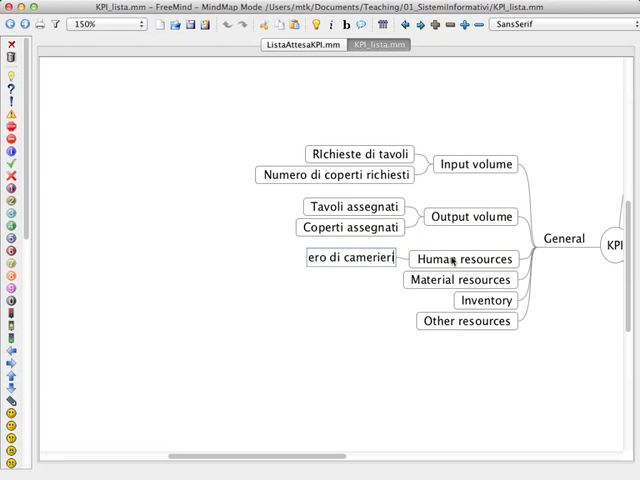 KPI_lista.mm - FreeMind - MindMap Mode /Users/mtk/Documents/Teaching/01_SistemiInformativi/KPI_lista.mm
150%
SansSerif
ListaAttesaKPI.mm
KPI_lista.mm
RIchieste di tavoli
Numero di coperti richiesti
Input volume
Tavoli assegnati
Coperti assegnati
Output volume
ero di camerieri
Human resources
Material resources
Inventory
Other resources
General
KPI